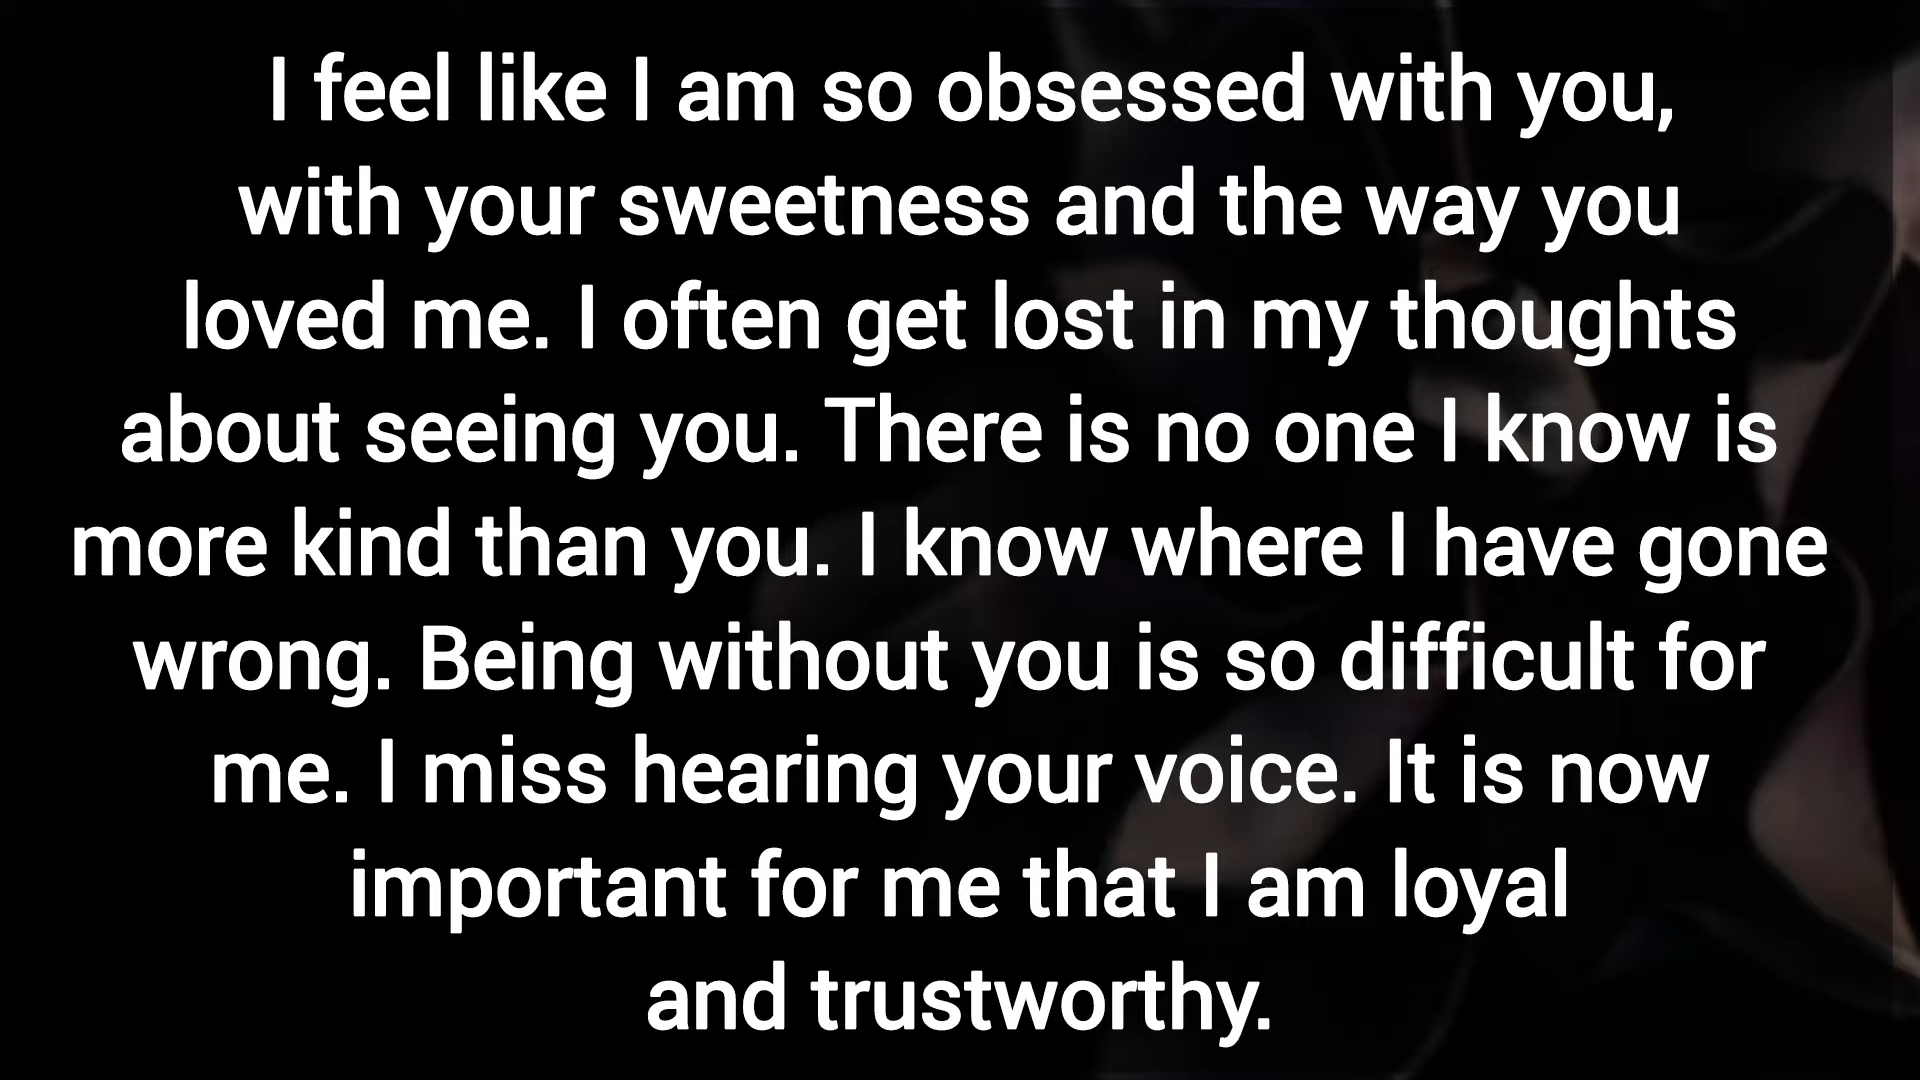 I feel like I am so obsessed with you,
with your sweetness and the way you
loved me. I often get lost in my thoughts
about seeing you. There is no one I know is
more kind than you. I know where I have gone
wrong. Being without you is so difficult for
me. I miss hearing your voice. It is now
important for me that I am loyal
and trustworthy.